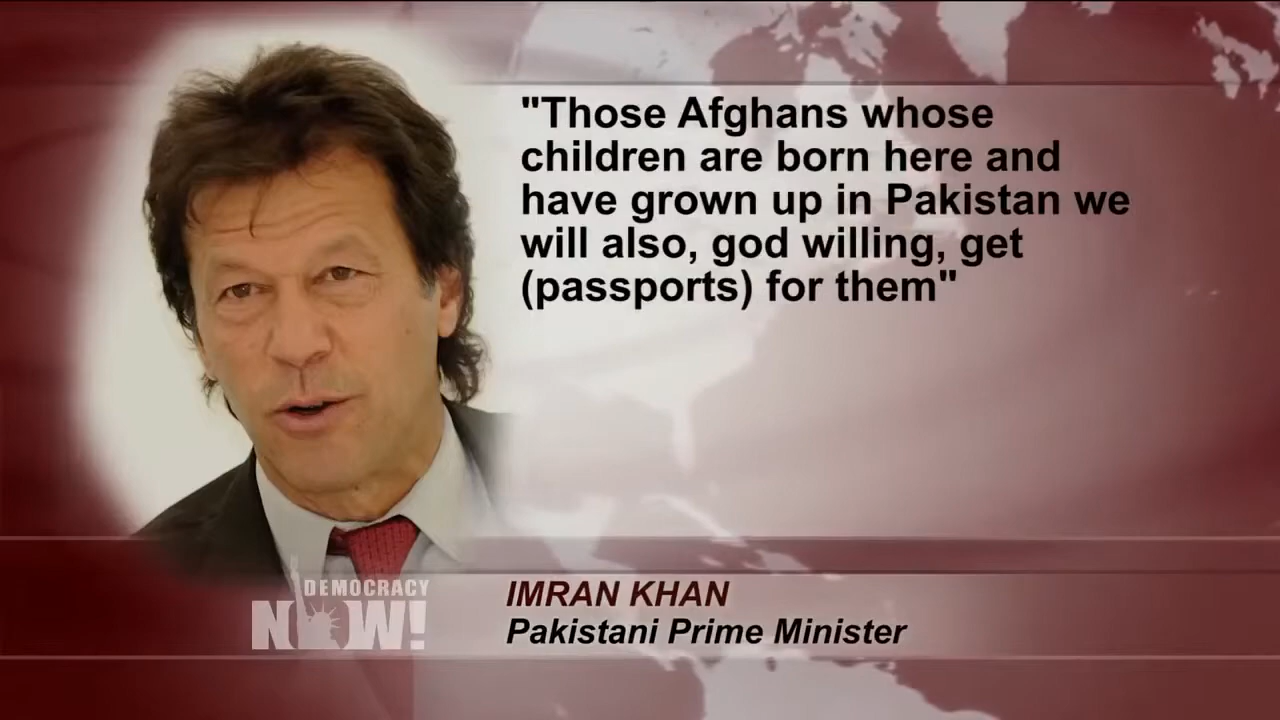 "Those Afghans whose
children are born here and
have grown up in Pakistan we
will also, god willing, get
(passports) for them"
DEMOCRACY
NOW!
IMRAN KHAN
Pakistani Prime Minister